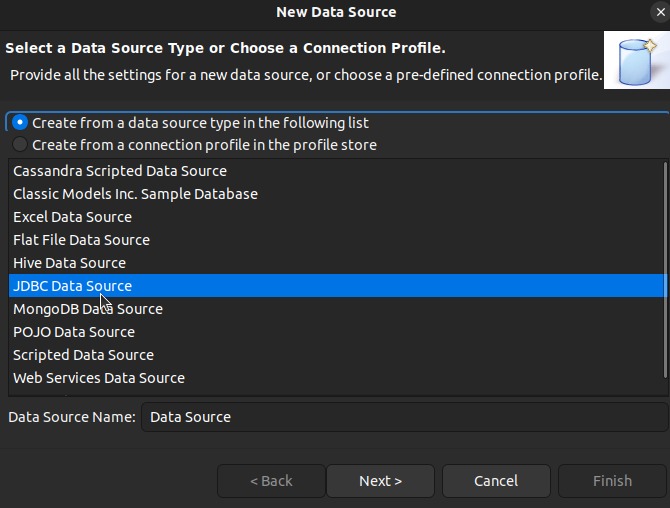 New Data Source
Select a Data Source Type or Choose a Connection Profile.
Provide all the settings for a new data source, or choose a pre-defined connection profile.
Create from a data source type in the following list
Create from a connection profile in the profile store
Cassandra Scripted Data Source
Classic Models Inc. Sample Database
Excel Data Source
Flat File Data Source
Hive Data Source
JDBC Data Source
MongoDB Data Source
POJO Data Source
Scripted Data Source
Web Services Data Source
Data Source Name: Data Source
< Back Next > Cancel Finish